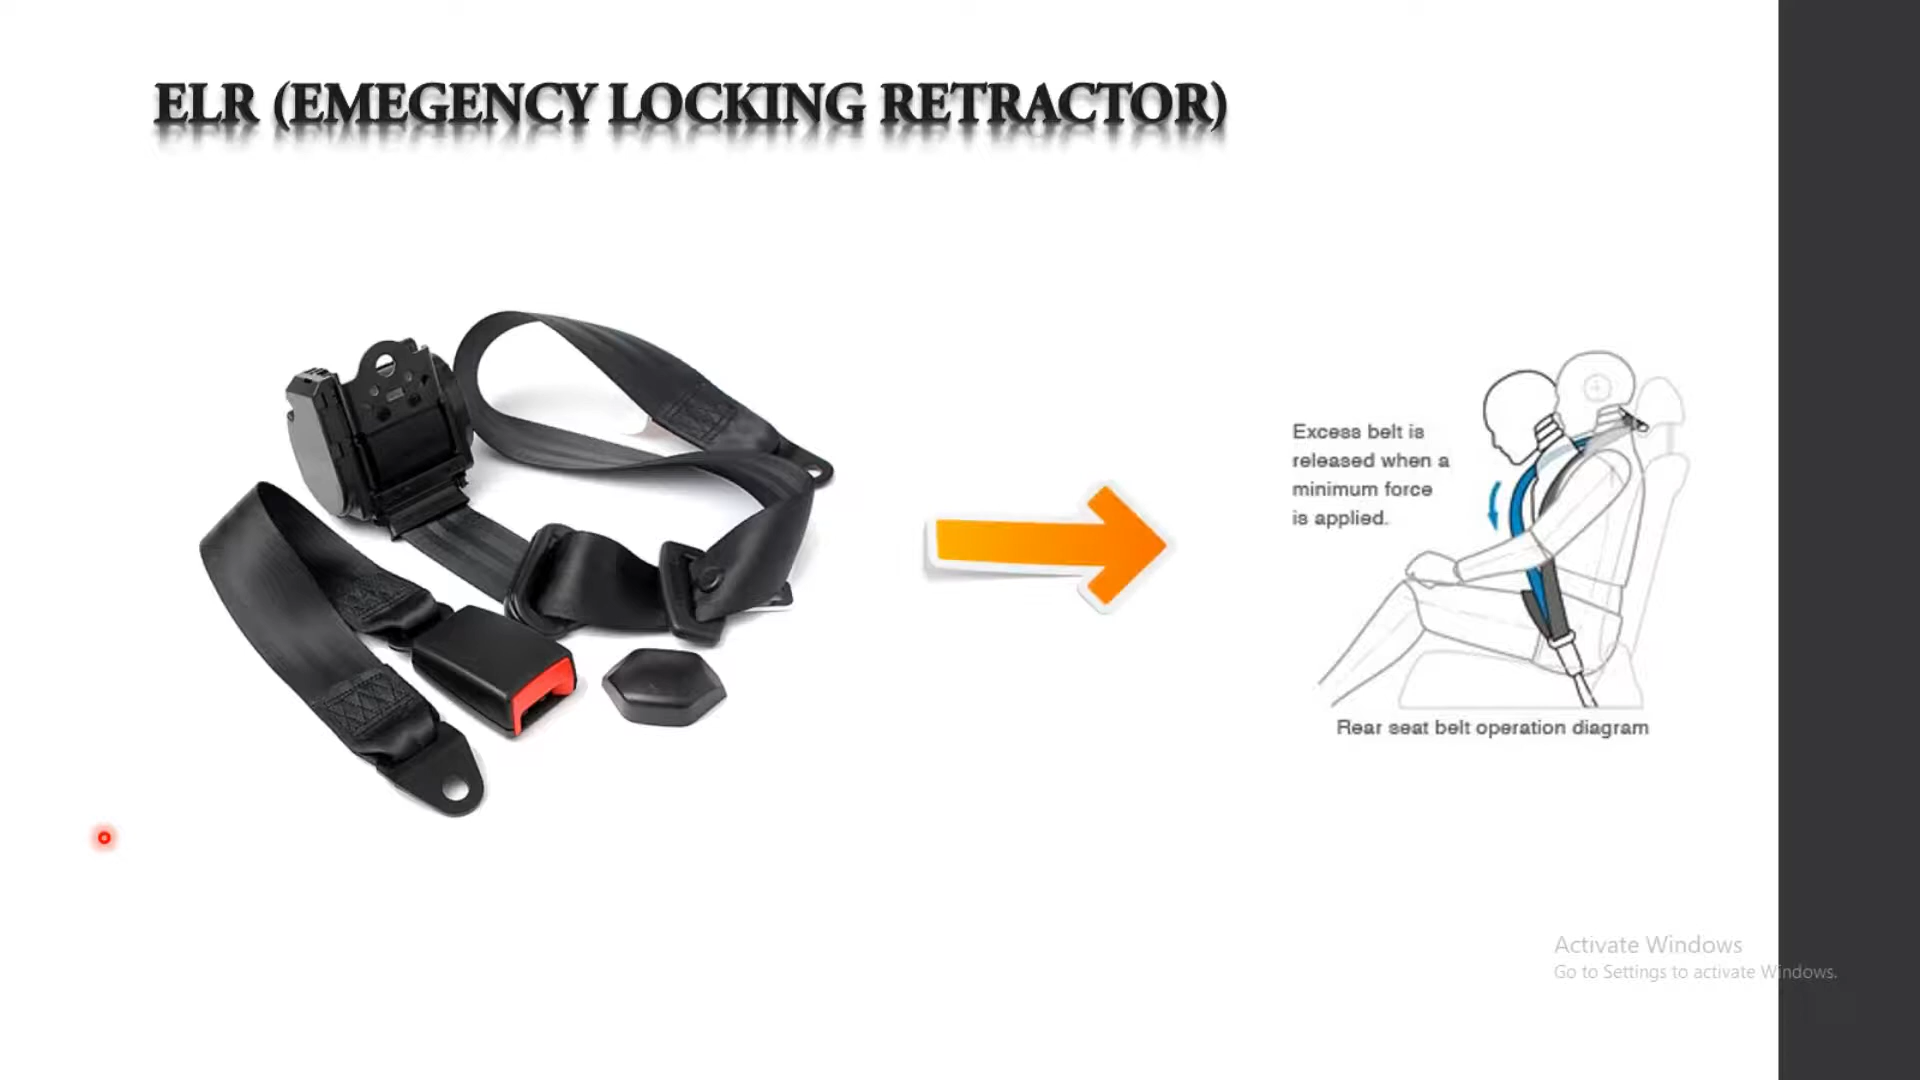 ELR (EMEGENCY LOCKING RETRACTOR)
Excess belt is
released when a
minimum force
is applied.
Rear seat belt operation diagram
Activate Windows
Go to Settings to activate Windows.